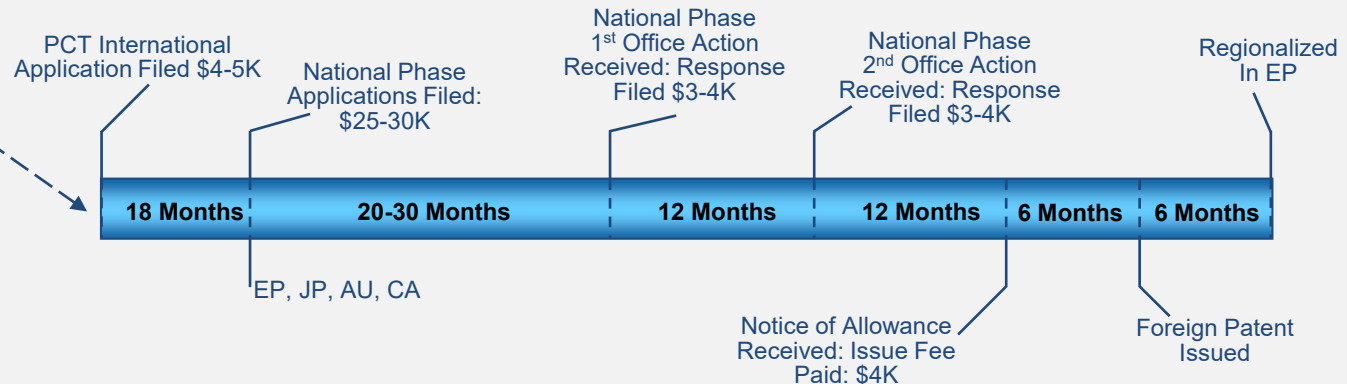 PCT International
Application Filed $4-5K
National Phase
Applications Filed:
$25-30K
National Phase
1st Office Action
Received: Response
Filed $3-4K
National Phase
2nd Office Action
Received: Response
Filed $3-4K
Regionalized
In EP
18 Months
20-30 Months
12 Months
12 Months
6 Months
6 Months
EP, JP, AU, CA
Notice of Allowance
Received: Issue Fee
Paid: $4K
Foreign Patent
Issued